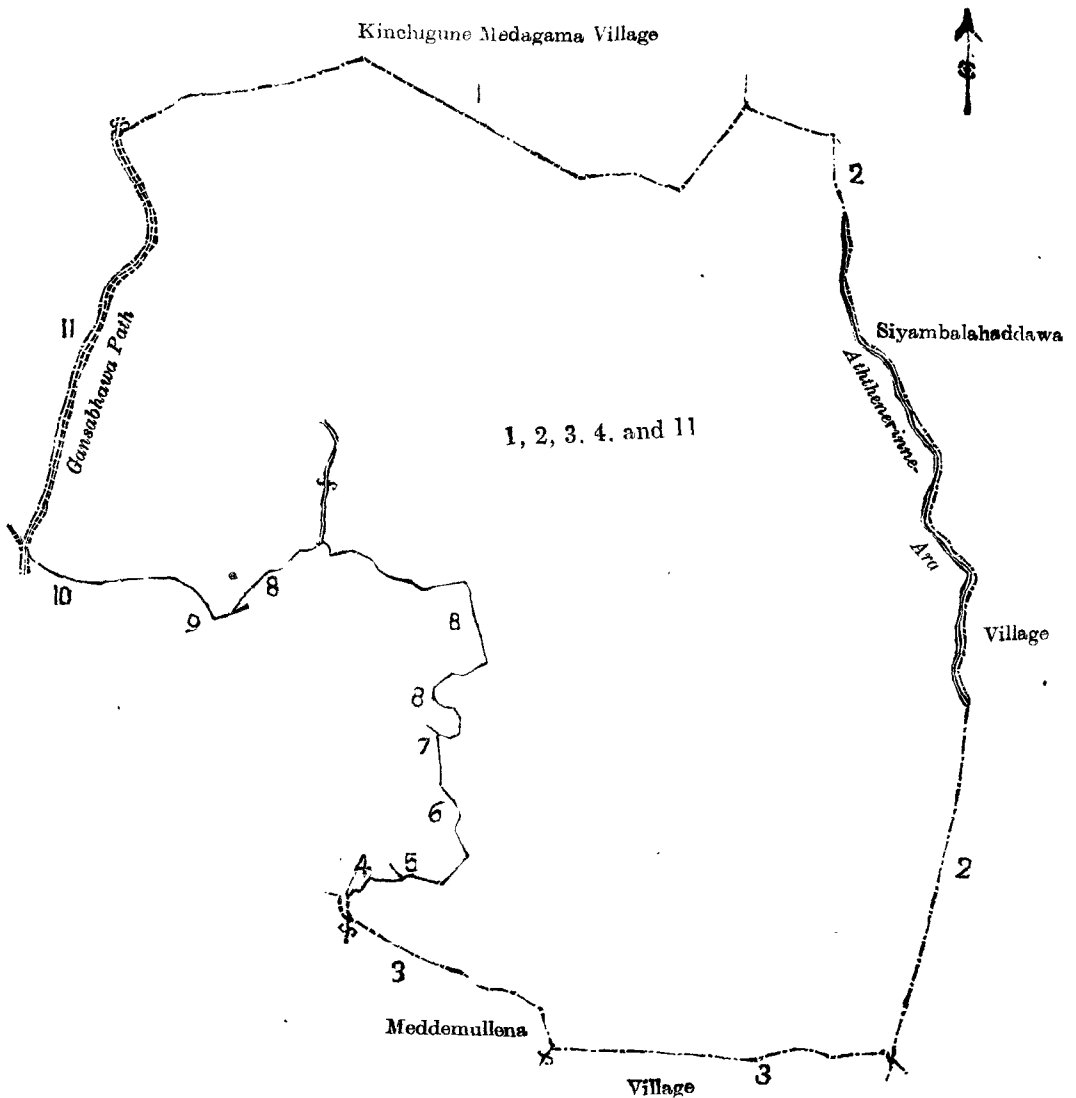 Kinchigune Medagama Village
1
2
Siyambalahaddawa
Aththenerinne-
Ara
11
Gansabhawa Path
1, 2, 3. 4. and 11
10
9
8
8
8
Village
7
6
4
5
2
3
Meddemullena
3
Village